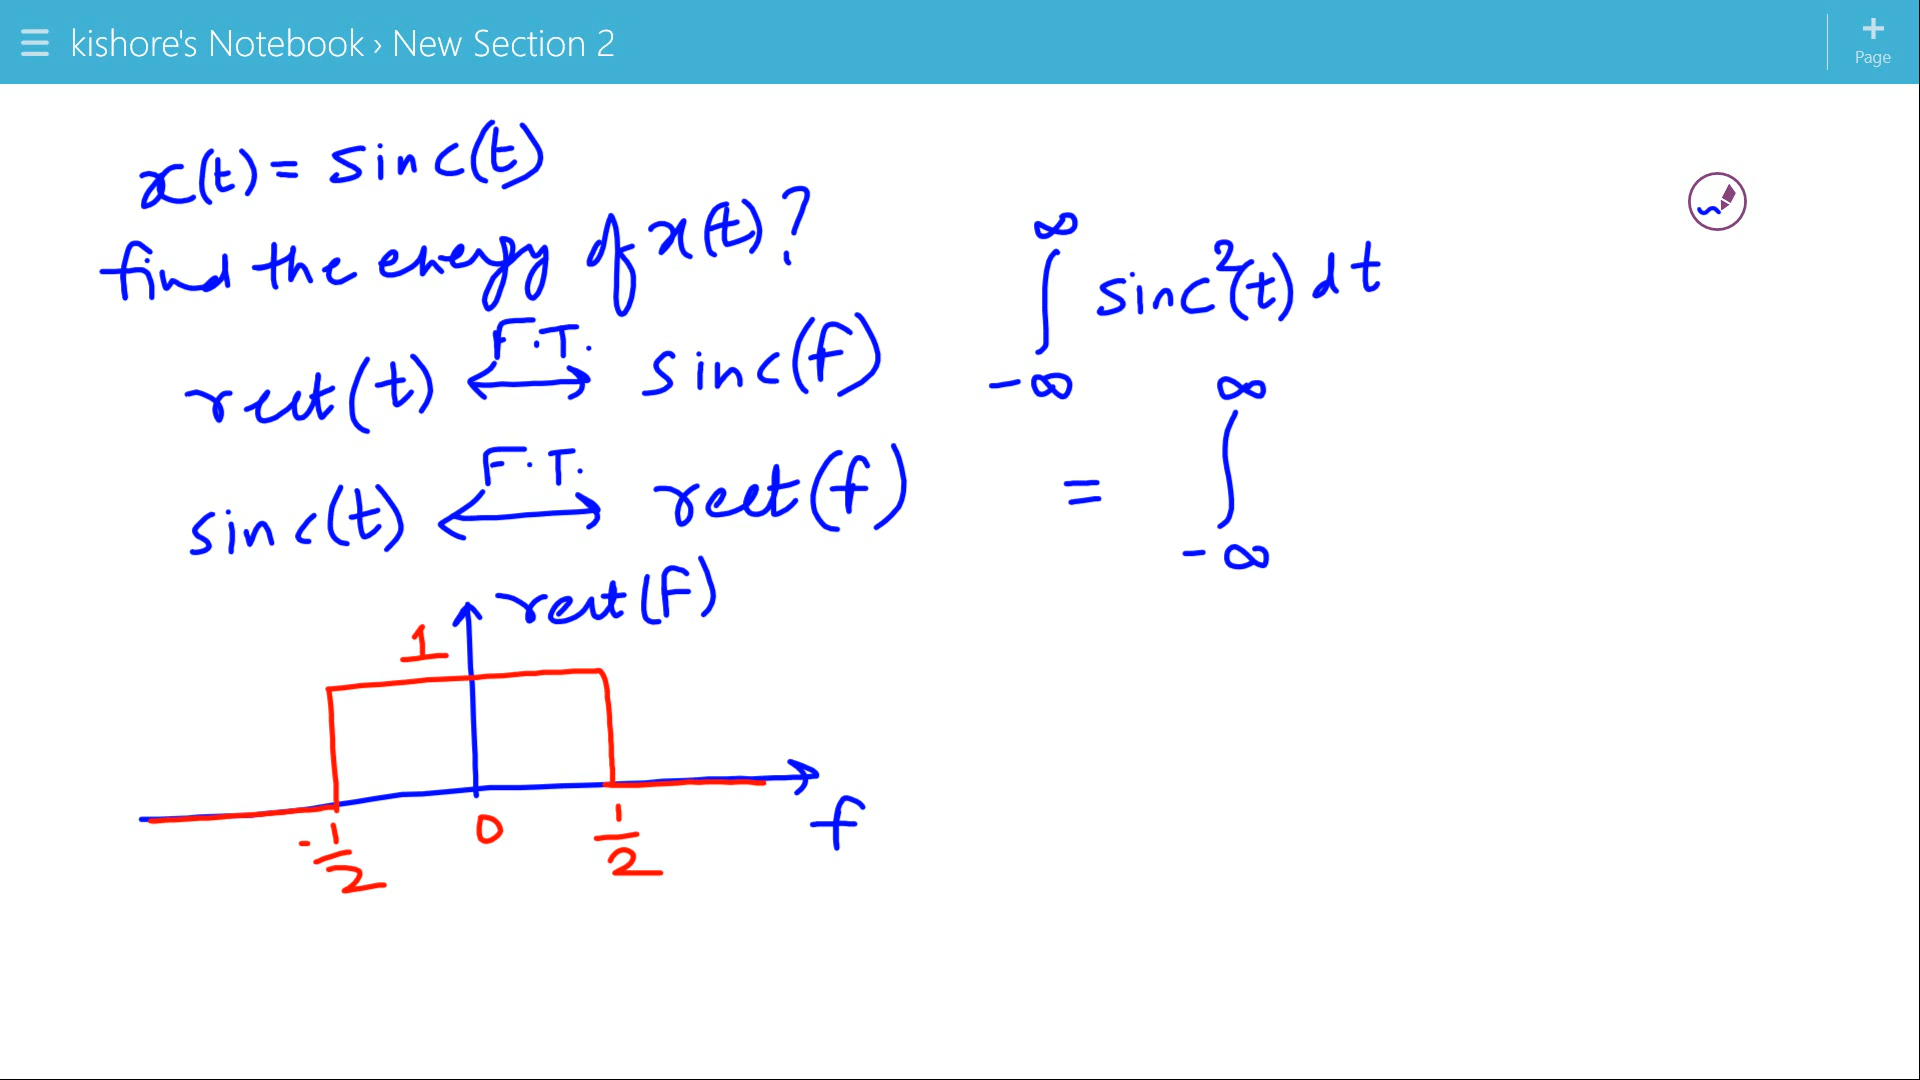 kishore's Notebook › New Section 2
Page
x(t) = sinc(t)
find the energy of x(t)?
rect(t) <-F.T.-> sinc(f)
sinc(t) <-F.T.-> rect(f)
rect(f)
1
-1/2 0 1/2 f
∫_{-∞}^{∞} sinc²(t) dt
= ∫_{-∞}^{∞}